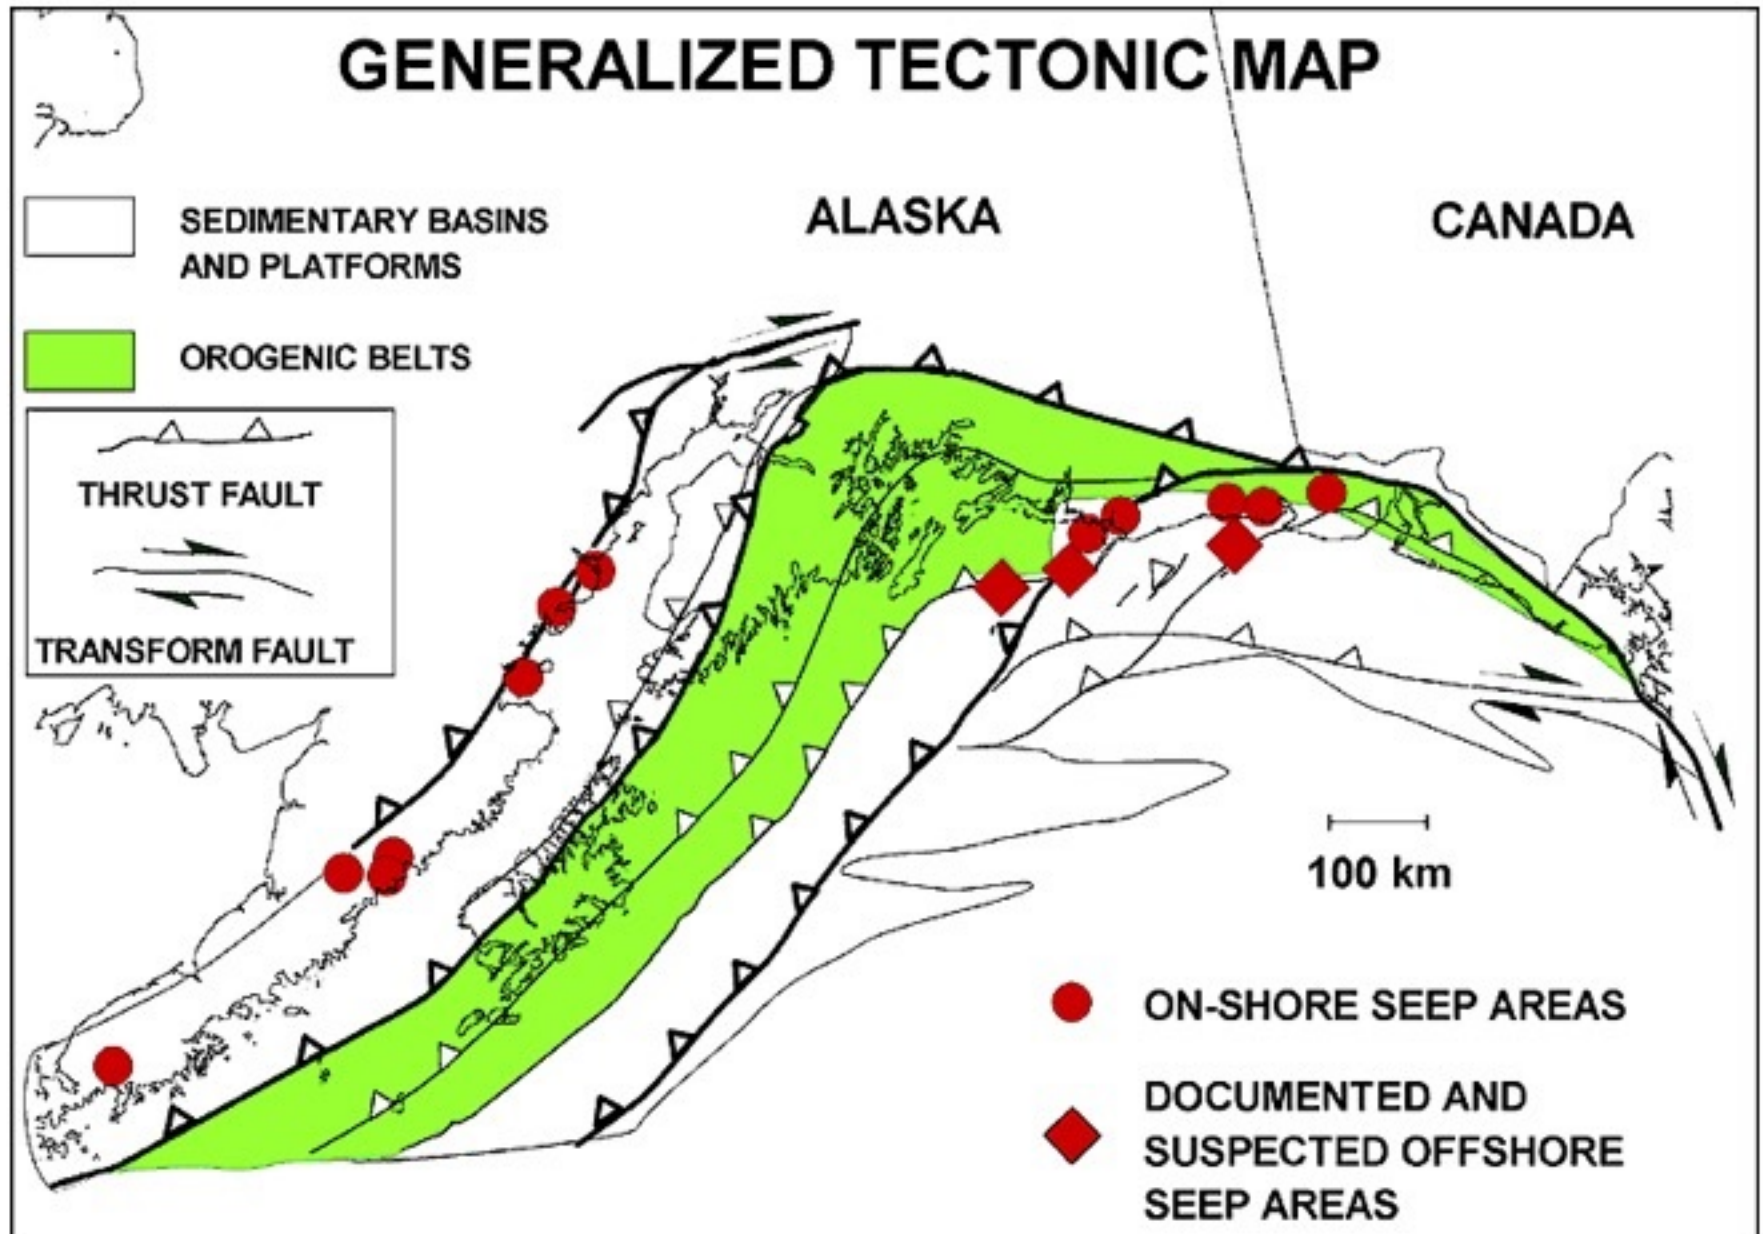 GENERALIZED TECTONIC MAP
ALASKA
CANADA
SEDIMENTARY BASINS
AND PLATFORMS
OROGENIC BELTS
THRUST FAULT
TRANSFORM FAULT
100 km
ON-SHORE SEEP AREAS
DOCUMENTED AND
SUSPECTED OFFSHORE
SEEP AREAS